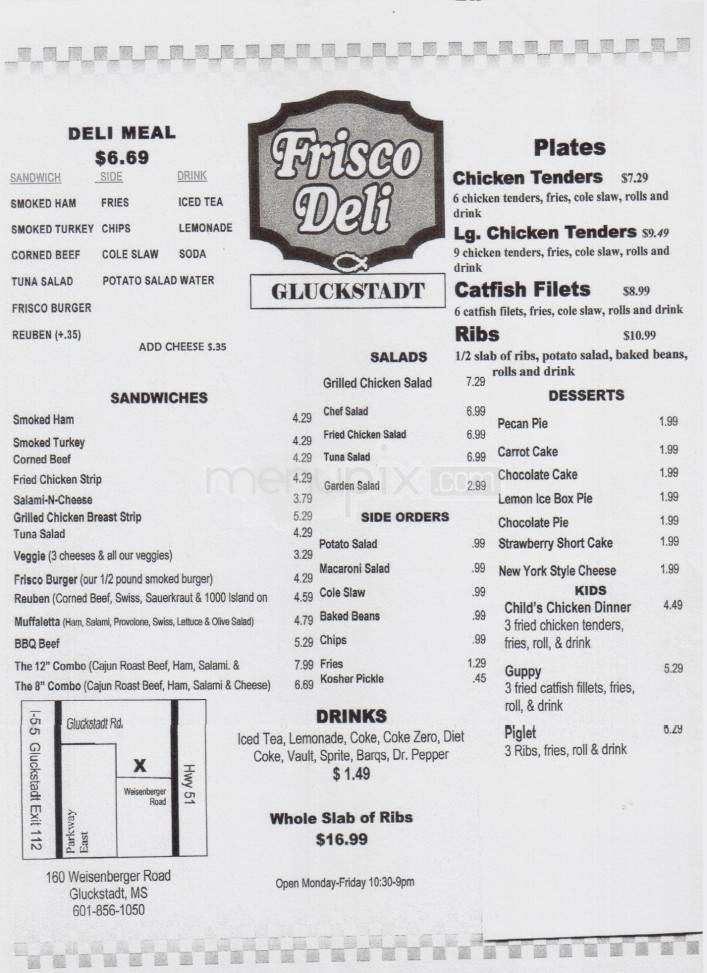 DELI MEAL
$6.69
SANDWICH SIDE DRINK
SMOKED HAM FRIES ICED TEA
SMOKED TURKEY CHIPS LEMONADE
CORNED BEEF COLE SLAW SODA
TUNA SALAD POTATO SALAD WATER
FRISCO BURGER
REUBEN (+.35)
ADD CHEESE $.35
Frisco
Deli
GLUCKSTADT
Plates
Chicken Tenders $7.29
6 chicken tenders, fries, cole slaw, rolls and
drink
Lg. Chicken Tenders $9.49
9 chicken tenders, fries, cole slaw, rolls and
drink
Catfish Filets $8.99
6 catfish filets, fries, cole slaw, rolls and drink
Ribs $10.99
1/2 slab of ribs, potato salad, baked beans,
rolls and drink
SANDWICHES
Smoked Ham 4.29
Smoked Turkey 4.29
Corned Beef 4.29
Fried Chicken Strip 4.29
Salami-N-Cheese 3.79
Grilled Chicken Breast Strip 5.29
Tuna Salad 4.29
Veggie (3 cheeses & all our veggies) 3.29
Frisco Burger (our 1/2 pound smoked burger) 4.29
Reuben (Corned Beef, Swiss, Sauerkraut & 1000 Island on 4.59
Muffaletta (Ham, Salami, Provolone, Swiss, Lettuce & Olive Salad) 4.79
BBQ Beef 5.29
The 12" Combo (Cajun Roast Beef, Ham, Salami. & 7.99
The 8" Combo (Cajun Roast Beef, Ham, Salami & Cheese) 6.69
SALADS
Grilled Chicken Salad 7.29
Chef Salad 6.99
Fried Chicken Salad 6.99
Tuna Salad 6.99
Garden Salad 2.99
SIDE ORDERS
Potato Salad .99
Macaroni Salad .99
Cole Slaw .99
Baked Beans .99
Chips .99
Fries 1.29
Kosher Pickle .45
DESSERTS
Pecan Pie 1.99
Carrot Cake 1.99
Chocolate Cake 1.99
Lemon Ice Box Pie 1.99
Chocolate Pie 1.99
Strawberry Short Cake 1.99
New York Style Cheese 1.99
KIDS
Child's Chicken Dinner 4.49
3 fried chicken tenders,
fries, roll, & drink
Guppy 5.29
3 fried catfish fillets, fries,
roll, & drink
Piglet
3 Ribs, fries, roll & drink
DRINKS
Iced Tea, Lemonade, Coke, Coke Zero, Diet
Coke, Vault, Sprite, Barqs, Dr. Pepper
$ 1.49
Whole Slab of Ribs
$16.99
Open Monday-Friday 10:30-9pm
I-55 Gluckstadt Exit 112
Gluckstadt Rd.
X
Weisenberger
Road
Parkway
East
Hwy 51
160 Weisenberger Road
Gluckstadt, MS
601-856-1050
menupix.com